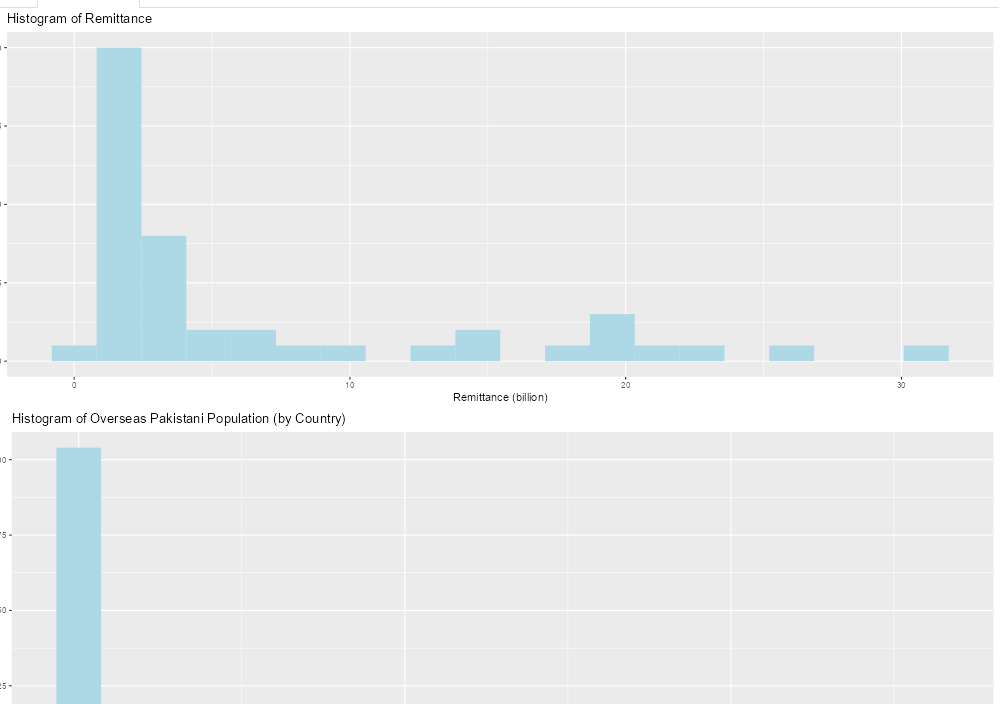 Histogram of Remittance
0
10
20
30
Remittance (billion)
Histogram of Overseas Pakistani Population (by Country)